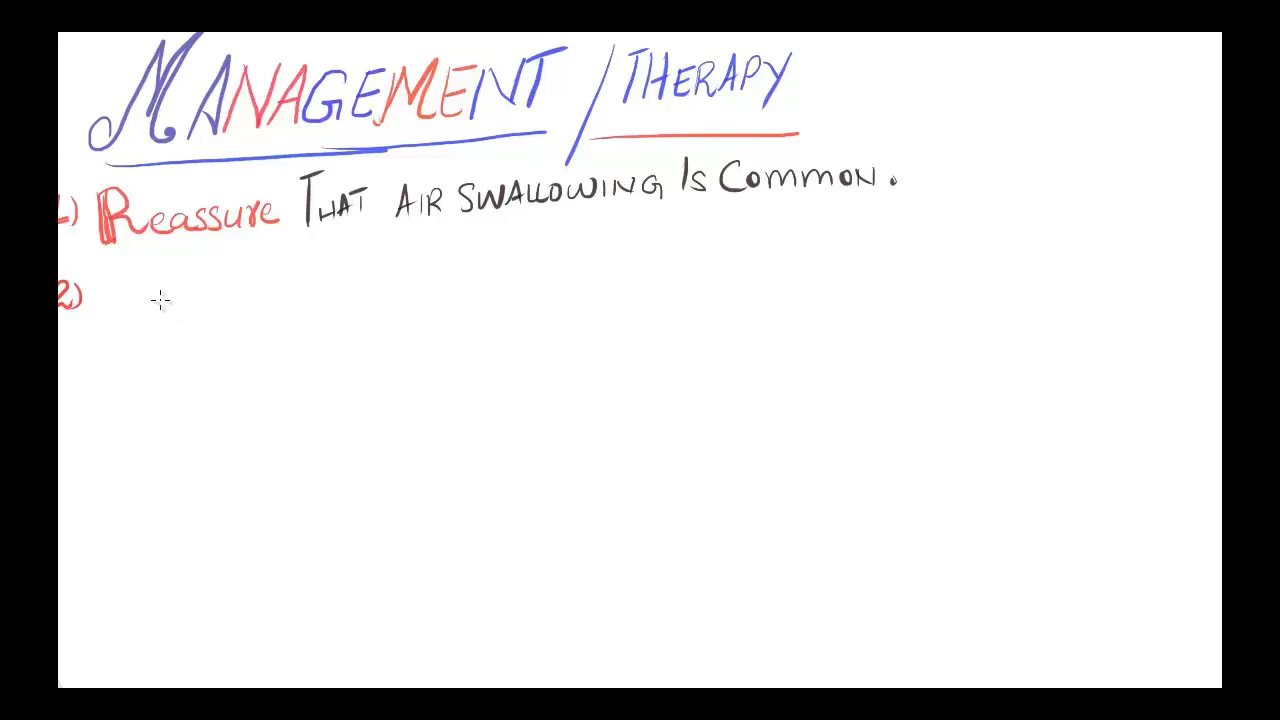 MANAGEMENT / THERAPY
1) Reassure THAT AIR SWALLOWING IS COMMON.
2)